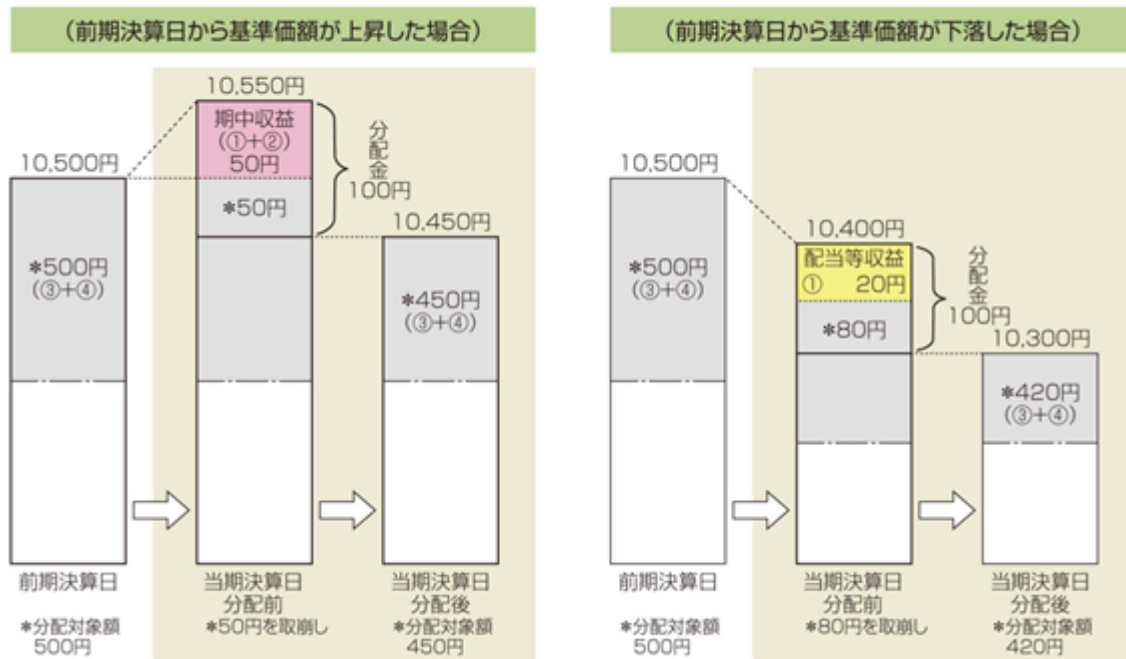 (前期決算日から基準価額が上昇した場合)
10,550円
期中収益
(①+②)
50円
*50円
分配金
100円
10,500円
*500円
(③+④)
10,450円
*450円
(③+④)
前期決算日
*分配対象額
500円
当期決算日
分配前
*50円を取崩し
当期決算日
分配後
*分配対象額
450円
(前期決算日から基準価額が下落した場合)
10,500円
*500円
(③+④)
10,400円
配当等収益
① 20円
*80円
分配金
100円
10,300円
*420円
(③+④)
前期決算日
*分配対象額
500円
当期決算日
分配前
*80円を取崩し
当期決算日
分配後
*分配対象額
420円